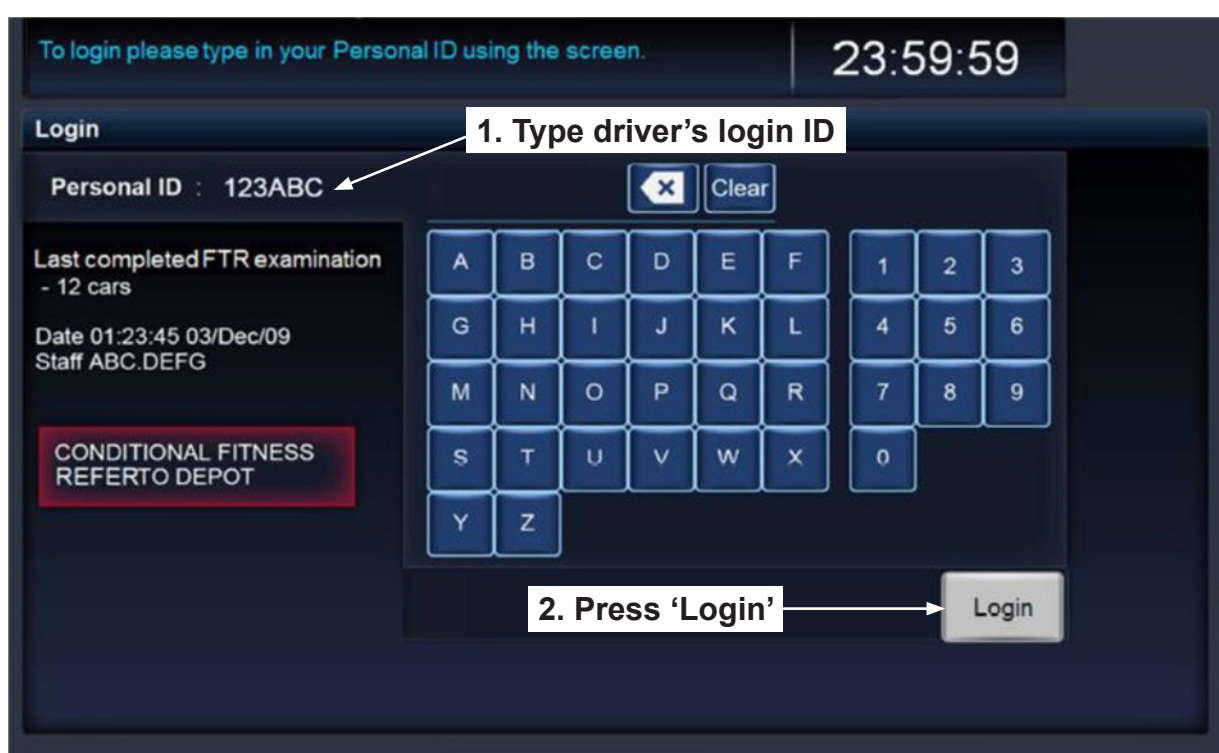 To login please type in your Personal ID using the screen.
23:59:59
Login
1. Type driver’s login ID
Personal ID : 123ABC
Clear
Last completed FTR examination
- 12 cars
Date 01:23:45 03/Dec/09
Staff ABC.DEFG
CONDITIONAL FITNESS
REFERTO DEPOT
A B C D E F 1 2 3
G H I J K L 4 5 6
M N O P Q R 7 8 9
S T U V W X 0
Y Z
2. Press ‘Login’
Login